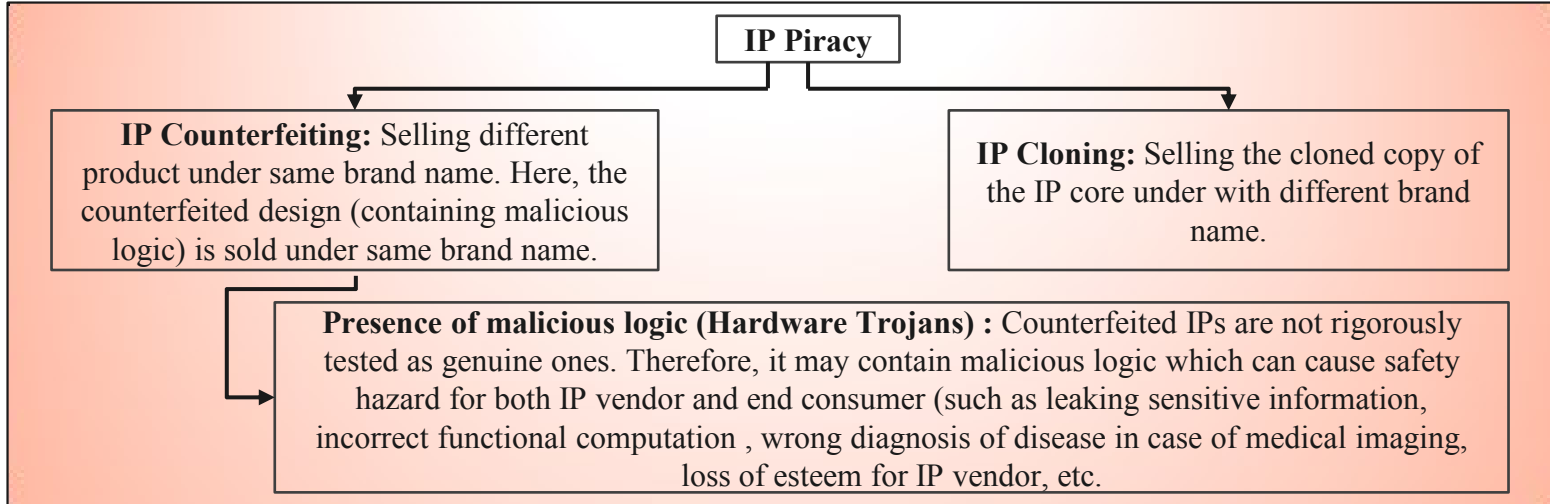 IP Piracy
IP Counterfeiting: Selling different
product under same brand name. Here, the
counterfeited design (containing malicious
logic) is sold under same brand name.
IP Cloning: Selling the cloned copy of
the IP core under with different brand
name.
Presence of malicious logic (Hardware Trojans) : Counterfeited IPs are not rigorously
tested as genuine ones. Therefore, it may contain malicious logic which can cause safety
hazard for both IP vendor and end consumer (such as leaking sensitive information,
incorrect functional computation , wrong diagnosis of disease in case of medical imaging,
loss of esteem for IP vendor, etc.